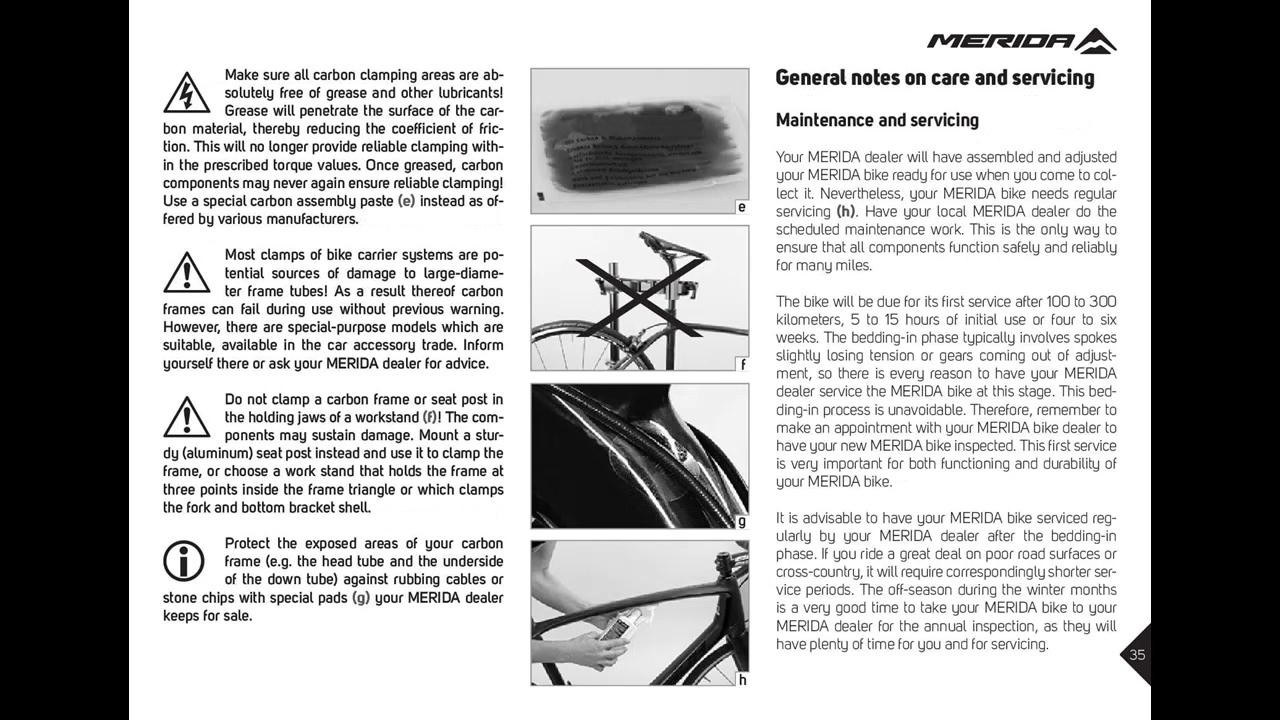 MERIDA
Make sure all carbon clamping areas are ab-
solutely free of grease and other lubricants!
Grease will penetrate the surface of the car-
bon material, thereby reducing the coefficient of fric-
tion. This will no longer provide reliable clamping with-
in the prescribed torque values. Once greased, carbon
components may never again ensure reliable clamping!
Use a special carbon assembly paste (e) instead as of-
fered by various manufacturers.
Most clamps of bike carrier systems are po-
tential sources of damage to large-diame-
ter frame tubes! As a result thereof carbon
frames can fail during use without previous warning.
However, there are special-purpose models which are
suitable, available in the car accessory trade. Inform
yourself there or ask your MERIDA dealer for advice.
Do not clamp a carbon frame or seat post in
the holding jaws of a workstand (f)! The com-
ponents may sustain damage. Mount a stur-
dy (aluminum) seat post instead and use it to clamp the
frame, or choose a work stand that holds the frame at
three points inside the frame triangle or which clamps
the fork and bottom bracket shell.
Protect the exposed areas of your carbon
frame (e.g. the head tube and the underside
of the down tube) against rubbing cables or
stone chips with special pads (g) your MERIDA dealer
keeps for sale.
e
f
g
h
General notes on care and servicing
Maintenance and servicing
Your MERIDA dealer will have assembled and adjusted
your MERIDA bike ready for use when you come to col-
lect it. Nevertheless, your MERIDA bike needs regular
servicing (h). Have your local MERIDA dealer do the
scheduled maintenance work. This is the only way to
ensure that all components function safely and reliably
for many miles.
The bike will be due for its first service after 100 to 300
kilometers, 5 to 15 hours of initial use or four to six
weeks. The bedding-in phase typically involves spokes
slightly losing tension or gears coming out of adjust-
ment, so there is every reason to have your MERIDA
dealer service the MERIDA bike at this stage. This bed-
ding-in process is unavoidable. Therefore, remember to
make an appointment with your MERIDA bike dealer to
have your new MERIDA bike inspected. This first service
is very important for both functioning and durability of
your MERIDA bike.
It is advisable to have your MERIDA bike serviced reg-
ularly by your MERIDA dealer after the bedding-in
phase. If you ride a great deal on poor road surfaces or
cross-country, it will require correspondingly shorter ser-
vice periods. The off-season during the winter months
is a very good time to take your MERIDA bike to your
MERIDA dealer for the annual inspection, as they will
have plenty of time for you and for servicing.
35